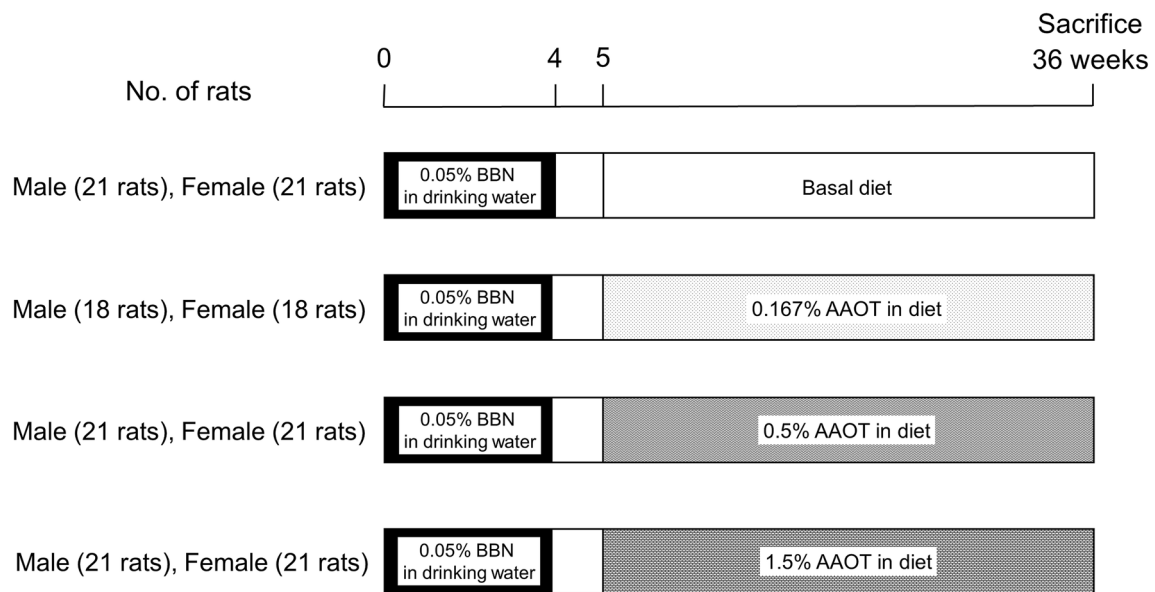 Sacrifice
0 4 5 36 weeks
No. of rats
Male (21 rats), Female (21 rats)
0.05% BBN
in drinking water
Basal diet
Male (18 rats), Female (18 rats)
0.05% BBN
in drinking water
0.167% AAOT in diet
Male (21 rats), Female (21 rats)
0.05% BBN
in drinking water
0.5% AAOT in diet
Male (21 rats), Female (21 rats)
0.05% BBN
in drinking water
1.5% AAOT in diet